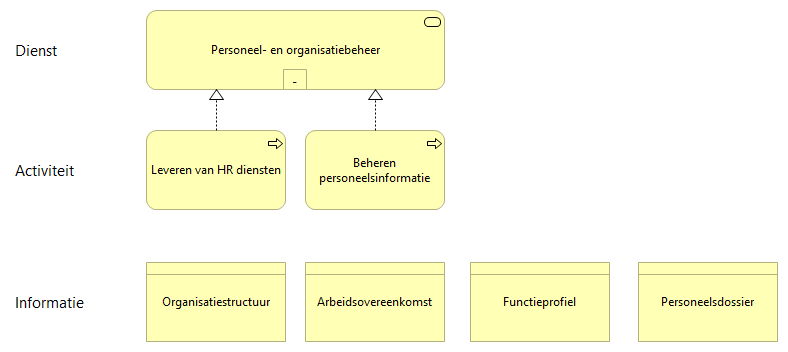 Dienst
Personeel- en organisatiebeheer
-
Activiteit
Leveren van HR diensten
Beheren
personeelsinformatie
Informatie
Organisatiestructuur
Arbeidsovereenkomst
Functieprofiel
Personeelsdossier